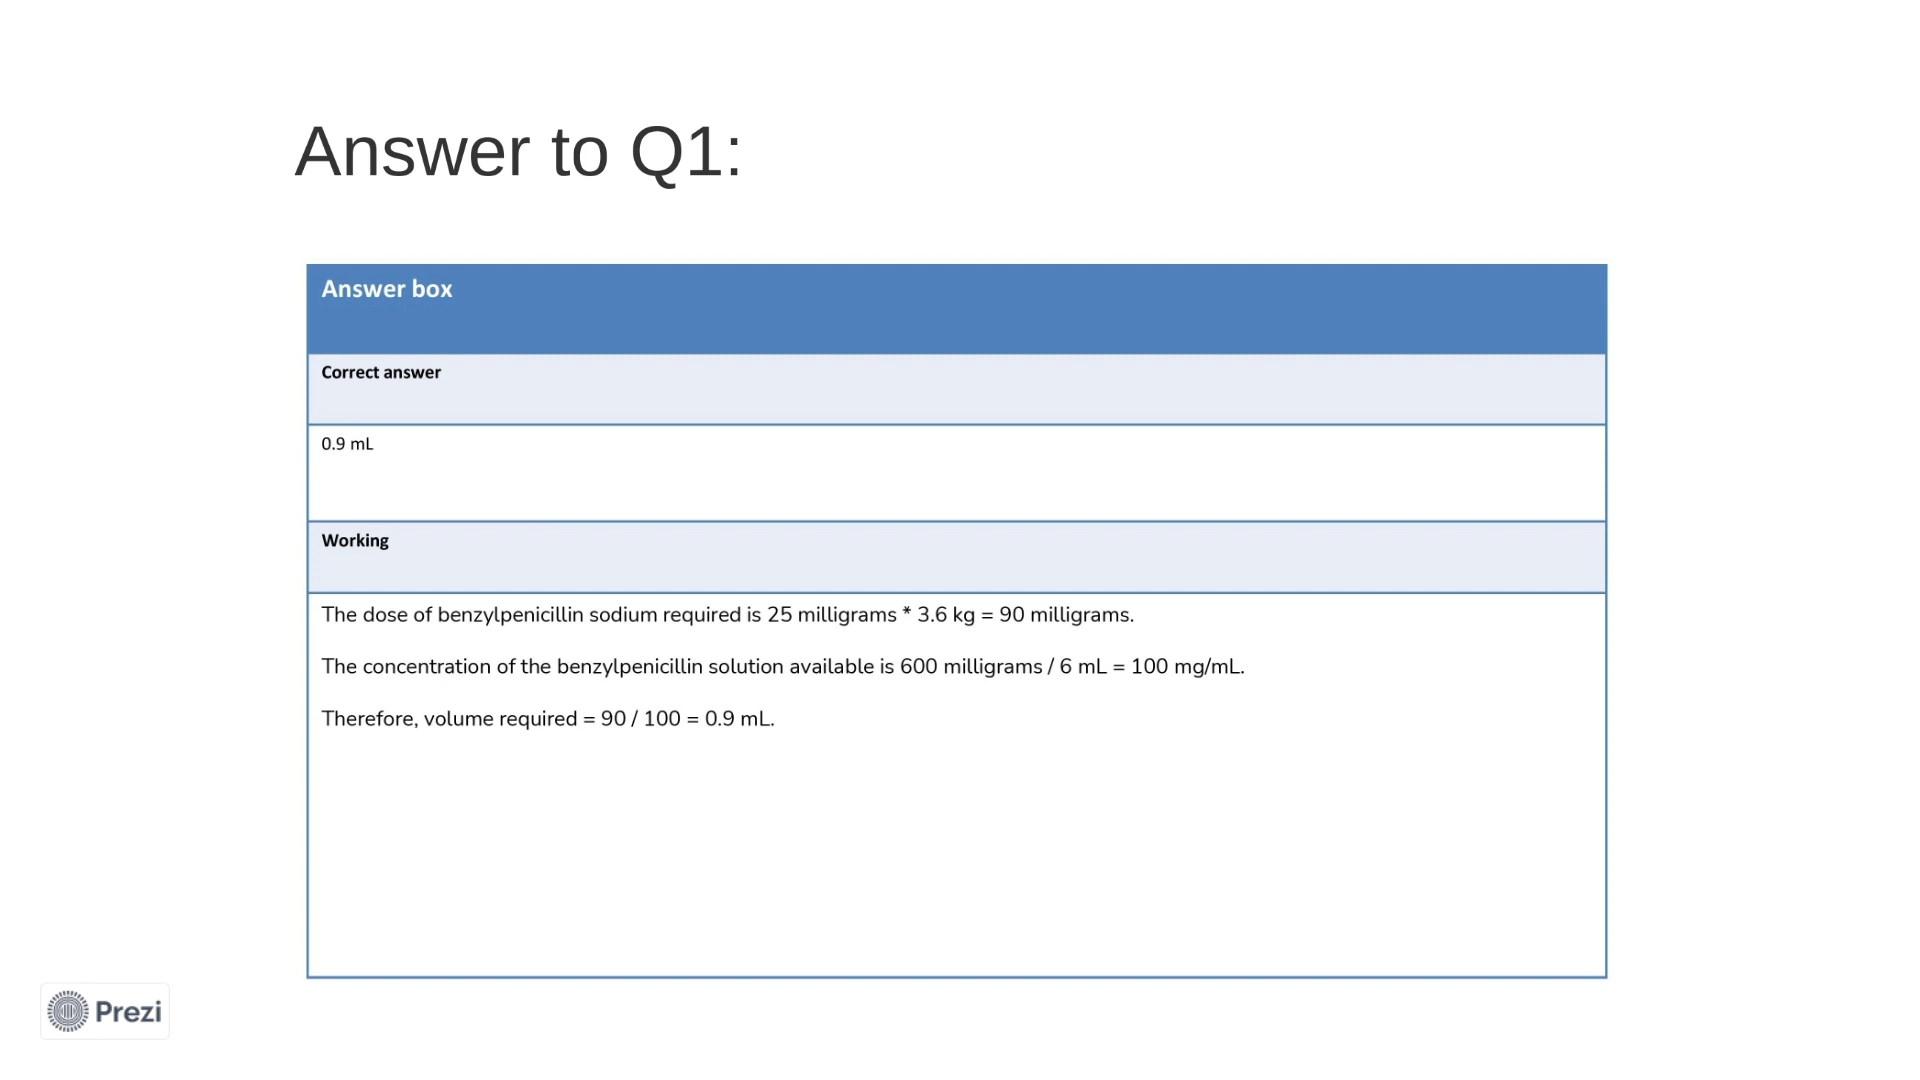 Answer to Q1:
Answer box
Correct answer
0.9 mL
Working
The dose of benzylpenicillin sodium required is 25 milligrams * 3.6 kg = 90 milligrams.
The concentration of the benzylpenicillin solution available is 600 milligrams / 6 mL = 100 mg/mL.
Therefore, volume required = 90 / 100 = 0.9 mL.
Prezi